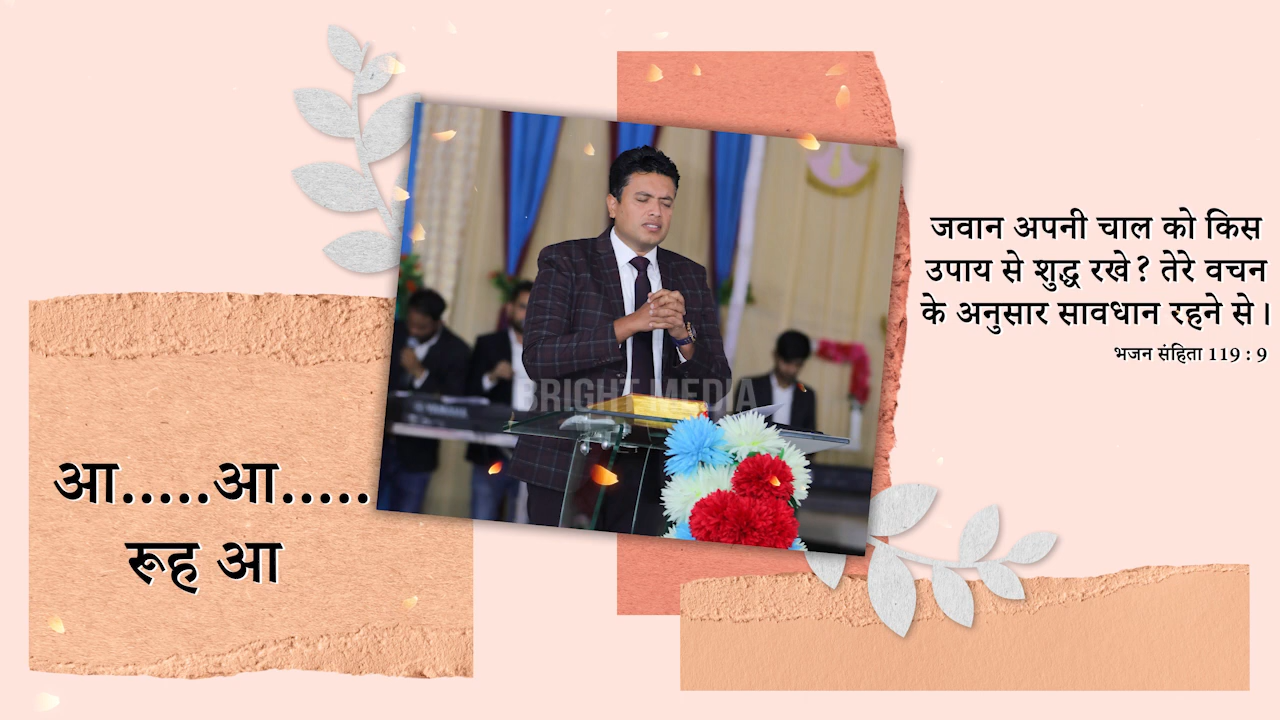 जवान अपनी चाल को किस
उपाय से शुद्ध रखे? तेरे वचन
के अनुसार सावधान रहने से।
भजन संहिता 119 : 9
BRIGHT MEDIA
आ.....आ.....
रूह आ